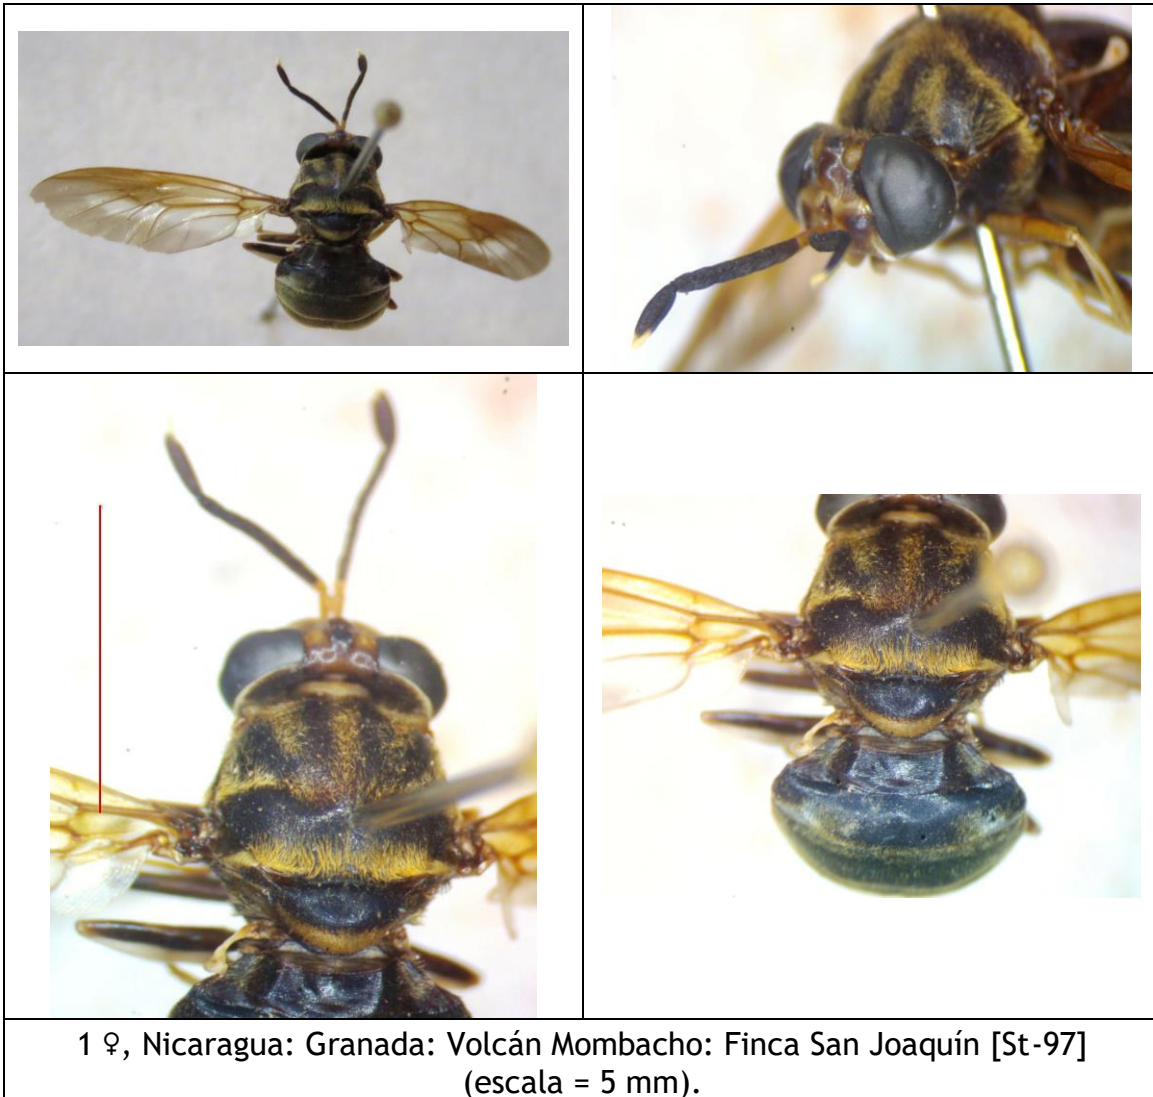 1 ♀, Nicaragua: Granada: Volcán Mombacho: Finca San Joaquín [St-97]
(escala = 5 mm).